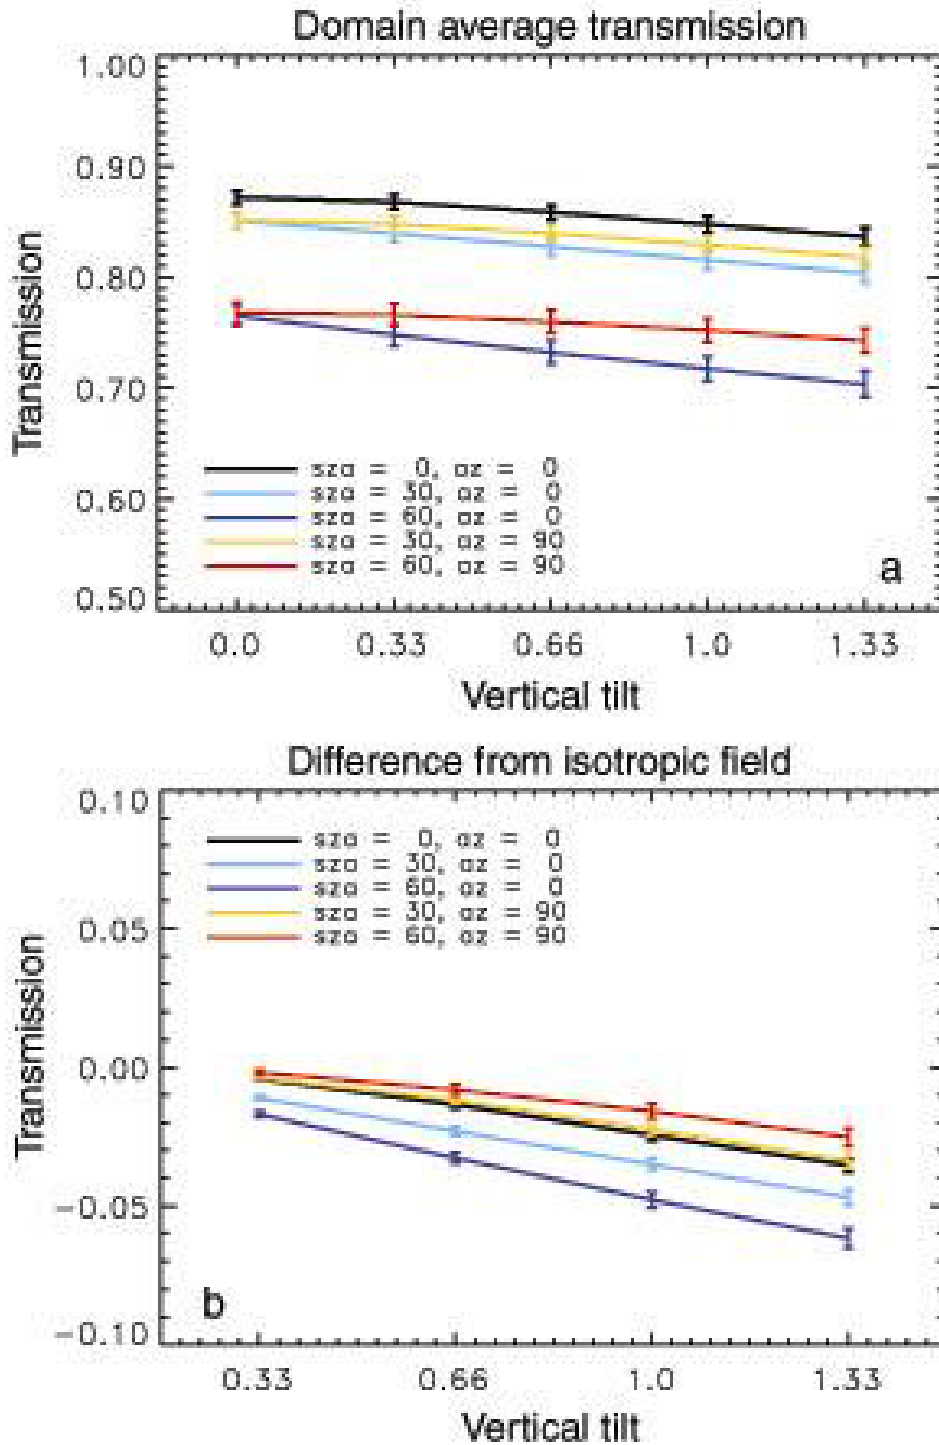 Domain average transmission
1.00
0.90
0.80
0.70
0.60
0.50
Transmission
sza = 0, az = 0
sza = 30, az = 0
sza = 60, az = 0
sza = 30, az = 90
sza = 60, az = 90
a
0.0 0.33 0.66 1.0 1.33
Vertical tilt
Difference from isotropic field
0.10
0.05
0.00
-0.05
-0.10
Transmission
sza = 0, az = 0
sza = 30, az = 0
sza = 60, az = 0
sza = 30, az = 90
sza = 60, az = 90
b
0.33 0.66 1.0 1.33
Vertical tilt